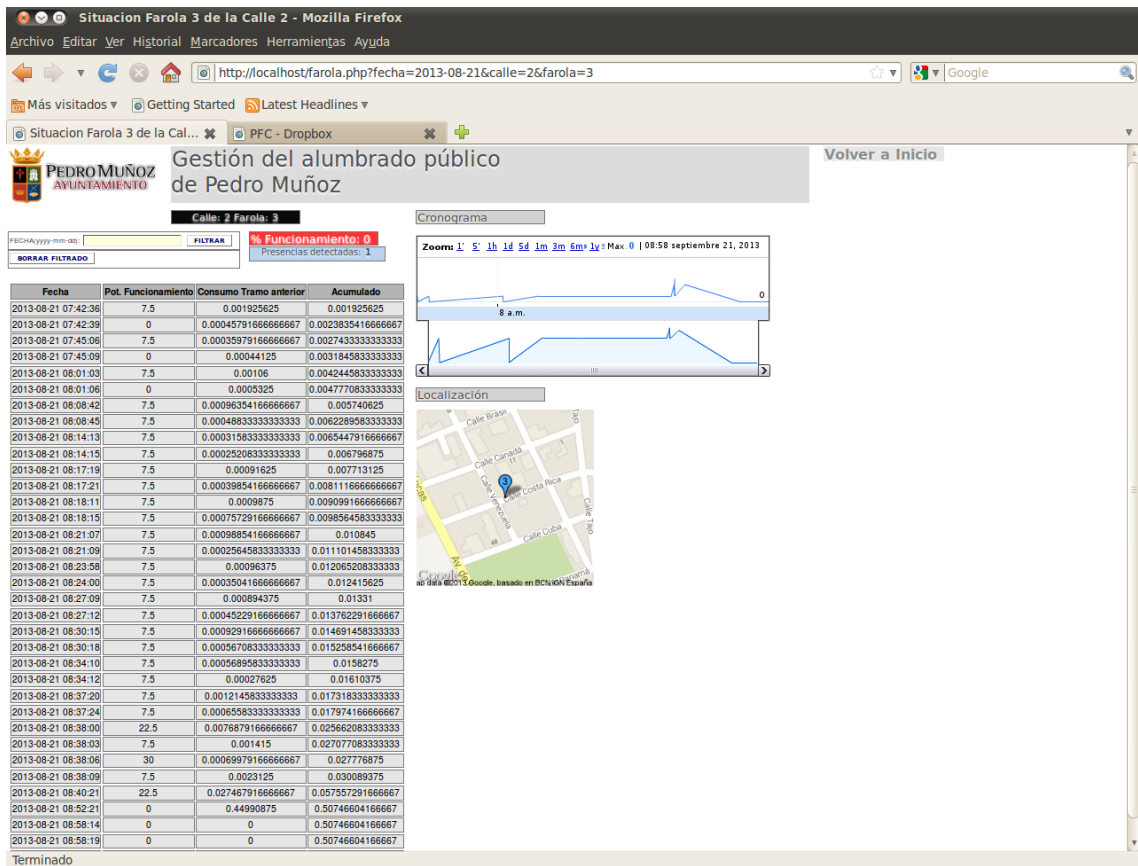 Situacion Farola 3 de la Calle 2 - Mozilla Firefox
Archivo Editar Ver Historial Marcadores Herramientas Ayuda
http://localhost/farola.php?fecha=2013-08-21&calle=2&farola=3
Google
Más visitados Getting Started Latest Headlines
Situacion Farola 3 de la Cal... PFC - Dropbox
PEDRO MUÑOZ
AYUNTAMIENTO
Gestión del alumbrado público
de Pedro Muñoz
Volver a Inicio
Calle: 2 Farola: 3
FECHA(yyyy-mm-dd): FILTRAR
BORRAR FILTRADO
% Funcionamiento: 0
Presencias detectadas: 1
Fecha Pot. Funcionamiento Consumo Tramo anterior Acumulado
2013-08-21 07:42:36 7.5 0.001925625 0.001925625
2013-08-21 07:42:39 0 0.00045791666666667 0.0023835416666667
2013-08-21 07:45:06 7.5 0.00035979166666667 0.0027433333333333
2013-08-21 07:45:09 0 0.00044125 0.0031845833333333
2013-08-21 08:01:03 7.5 0.00106 0.0042445833333333
2013-08-21 08:01:06 0 0.0005325 0.0047770833333333
2013-08-21 08:08:42 7.5 0.00096354166666667 0.005740625
2013-08-21 08:08:45 7.5 0.00048833333333333 0.0062289583333333
2013-08-21 08:14:13 7.5 0.00031583333333333 0.0065447916666667
2013-08-21 08:14:15 7.5 0.00025208333333333 0.006796875
2013-08-21 08:17:19 7.5 0.00091625 0.007713125
2013-08-21 08:17:21 7.5 0.00039854166666667 0.0081116666666667
2013-08-21 08:18:11 7.5 0.0009875 0.0090991666666667
2013-08-21 08:18:15 7.5 0.00075729166666667 0.0098564583333333
2013-08-21 08:21:07 7.5 0.00098854166666667 0.010845
2013-08-21 08:21:09 7.5 0.00025645833333333 0.011101458333333
2013-08-21 08:23:58 7.5 0.00096375 0.012065208333333
2013-08-21 08:24:00 7.5 0.00035041666666667 0.012415625
2013-08-21 08:27:09 7.5 0.000894375 0.01331
2013-08-21 08:27:12 7.5 0.00045229166666667 0.013762291666667
2013-08-21 08:30:15 7.5 0.00092916666666667 0.014691458333333
2013-08-21 08:30:18 7.5 0.00056708333333333 0.015258541666667
2013-08-21 08:34:10 7.5 0.00056895833333333 0.0158275
2013-08-21 08:34:12 7.5 0.00027625 0.01610375
2013-08-21 08:37:20 7.5 0.0012145833333333 0.017318333333333
2013-08-21 08:37:24 7.5 0.00065583333333333 0.017974166666667
2013-08-21 08:38:00 22.5 0.0076879166666667 0.025662083333333
2013-08-21 08:38:03 7.5 0.001415 0.027077083333333
2013-08-21 08:38:06 30 0.00069979166666667 0.027776875
2013-08-21 08:38:09 7.5 0.0023125 0.030089375
2013-08-21 08:40:21 22.5 0.027467916666667 0.057557291666667
2013-08-21 08:52:21 0 0.44990875 0.50746604166667
2013-08-21 08:58:14 0 0 0.50746604166667
2013-08-21 08:58:19 0 0 0.50746604166667
Cronograma
Zoom: 1' 5' 1h 1d 5d 1m 3m 6m 1y Max. 0 | 08:58 septiembre 21, 2013
0
8 a.m.
Localización
Calle Brasil
Tajo
Calle Canada
11
3
Calle Costa Rica
Calle Venezuela
Calle Tajo
Calle Cuba
46
Av. de
Panama
Google
ap data ©2013 Google, basado en BCN IGN España
Terminado